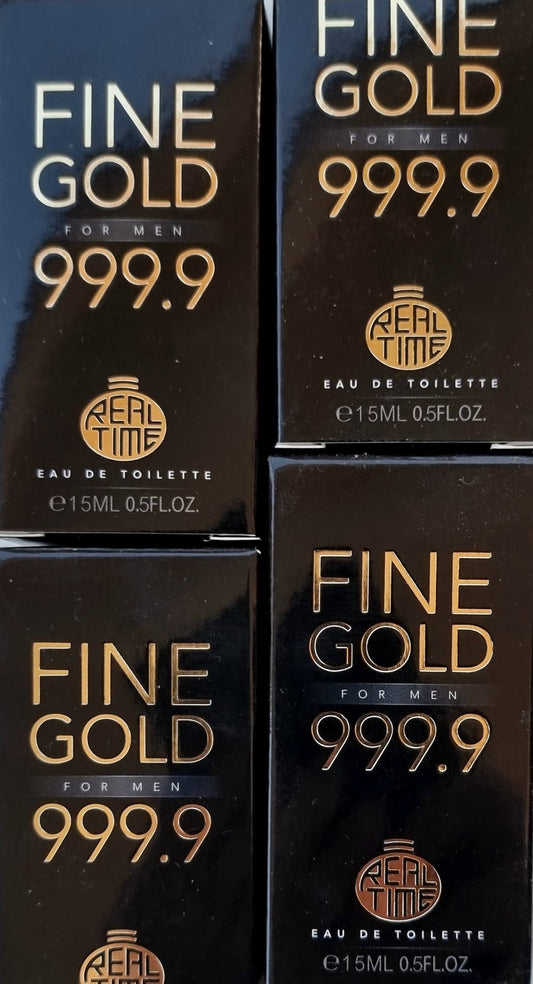 FINE
GOLD
FOR MEN
999.9
REAL
TIME
EAU DE TOILETTE
℮15ML 0.5FL.OZ.
FINE
GOLD
FOR MEN
999.9
REAL
TIME
EAU DE TOILETTE
℮15ML 0.5FL.OZ.
FINE
GOLD
FOR MEN
999.9
REAL
FINE
GOLD
FOR MEN
999.9
REAL
TIME
EAU DE TOILETTE
℮15ML 0.5FL.OZ.